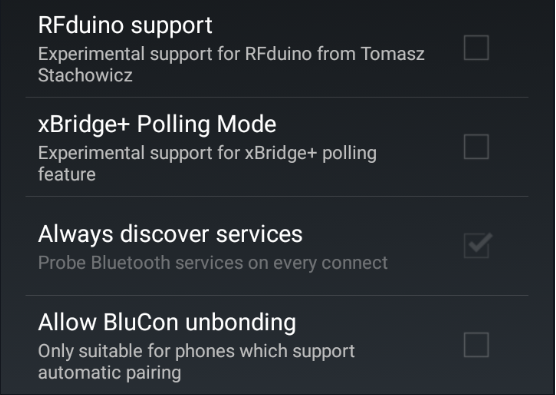 RFduino support
Experimental support for RFduino from Tomasz
Stachowicz
xBridge+ Polling Mode
Experimental support for xBridge+ polling
feature
Always discover services
Probe Bluetooth services on every connect
Allow BluCon unbonding
Only suitable for phones which support
automatic pairing